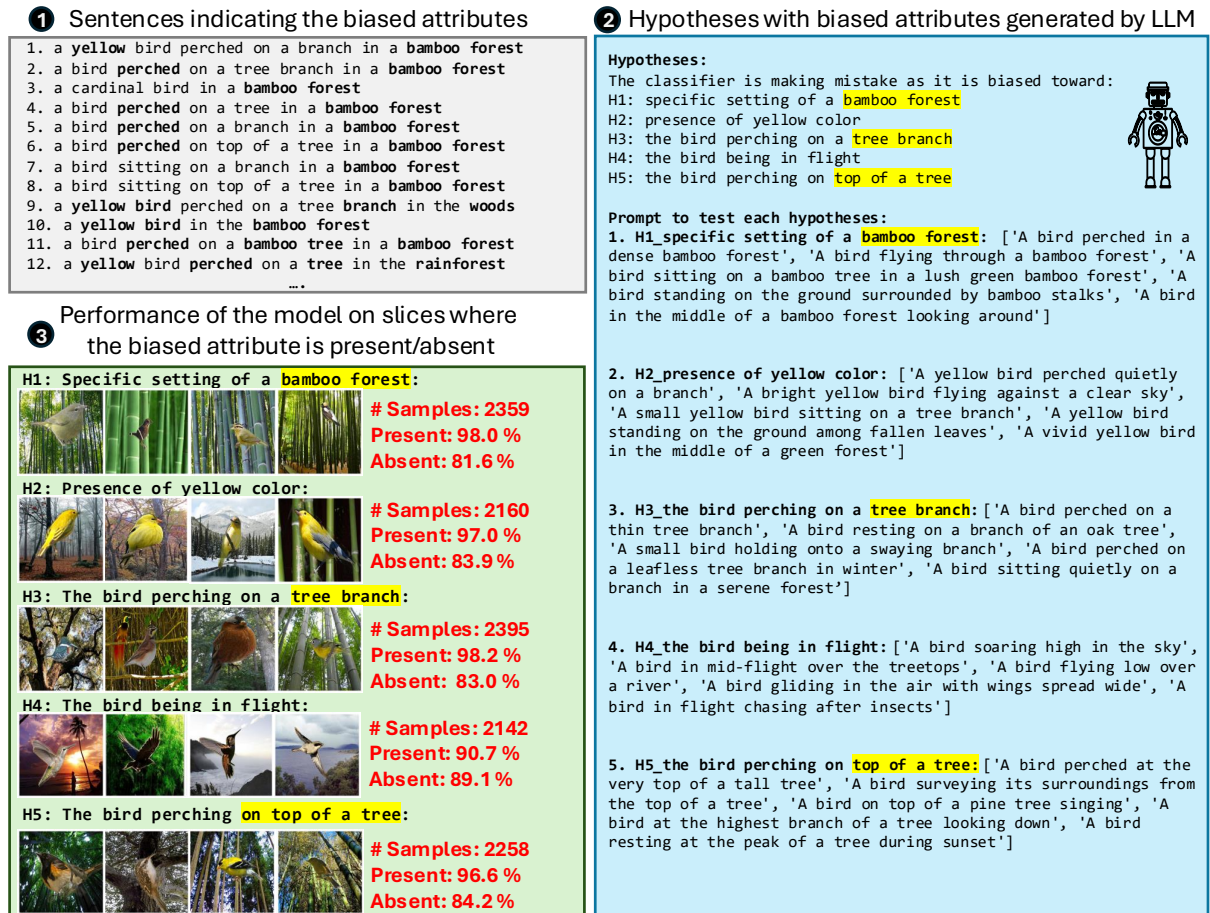 1 Sentences indicating the biased attributes
1. a yellow bird perched on a branch in a bamboo forest
2. a bird perched on a tree branch in a bamboo forest
3. a cardinal bird in a bamboo forest
4. a bird perched on a tree in a bamboo forest
5. a bird perched on a branch in a bamboo forest
6. a bird perched on top of a tree in a bamboo forest
7. a bird sitting on a branch in a bamboo forest
8. a bird sitting on top of a tree in a bamboo forest
9. a yellow bird perched on a tree branch in the woods
10. a yellow bird in the bamboo forest
11. a bird perched on a bamboo tree in a bamboo forest
12. a yellow bird perched on a tree in the rainforest
….
3 Performance of the model on slices where
the biased attribute is present/absent
H1: Specific setting of a bamboo forest:
# Samples: 2359
Present: 98.0 %
Absent: 81.6 %
H2: Presence of yellow color:
# Samples: 2160
Present: 97.0 %
Absent: 83.9 %
H3: The bird perching on a tree branch:
# Samples: 2395
Present: 98.2 %
Absent: 83.0 %
H4: The bird being in flight:
# Samples: 2142
Present: 90.7 %
Absent: 89.1 %
H5: The bird perching on top of a tree:
# Samples: 2258
Present: 96.6 %
Absent: 84.2 %
2 Hypotheses with biased attributes generated by LLM
Hypotheses:
The classifier is making mistake as it is biased toward:
H1: specific setting of a bamboo forest
H2: presence of yellow color
H3: the bird perching on a tree branch
H4: the bird being in flight
H5: the bird perching on top of a tree
Prompt to test each hypotheses:
1. H1_specific setting of a bamboo forest: ['A bird perched in a
dense bamboo forest', 'A bird flying through a bamboo forest', 'A
bird sitting on a bamboo tree in a lush green bamboo forest', 'A
bird standing on the ground surrounded by bamboo stalks', 'A bird
in the middle of a bamboo forest looking around']
2. H2_presence of yellow color: ['A yellow bird perched quietly
on a branch', 'A bright yellow bird flying against a clear sky',
'A small yellow bird sitting on a tree branch', 'A yellow bird
standing on the ground among fallen leaves', 'A vivid yellow bird
in the middle of a green forest']
3. H3_the bird perching on a tree branch: ['A bird perched on a
thin tree branch', 'A bird resting on a branch of an oak tree',
'A small bird holding onto a swaying branch', 'A bird perched on
a leafless tree branch in winter', 'A bird sitting quietly on a
branch in a serene forest’]
4. H4_the bird being in flight: ['A bird soaring high in the sky',
'A bird in mid-flight over the treetops', 'A bird flying low over
a river', 'A bird gliding in the air with wings spread wide', 'A
bird in flight chasing after insects']
5. H5_the bird perching on top of a tree: ['A bird perched at the
very top of a tall tree', 'A bird surveying its surroundings from
the top of a tree', 'A bird on top of a pine tree singing', 'A
bird at the highest branch of a tree looking down', 'A bird
resting at the peak of a tree during sunset']